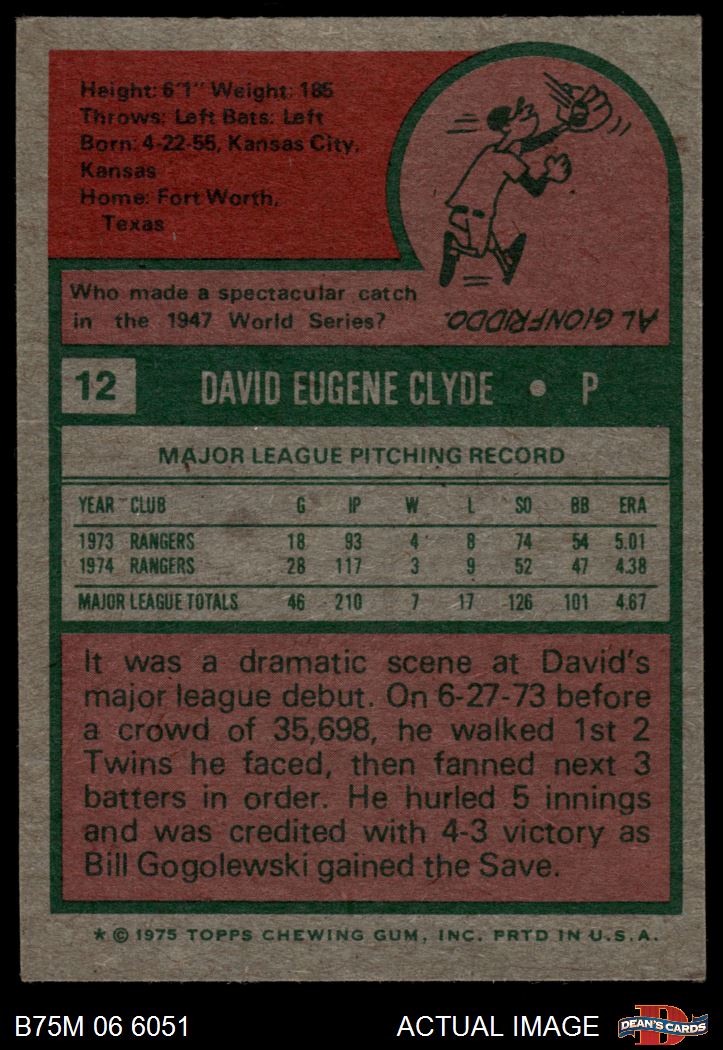 Height: 6'1" Weight: 185
Throws: Left Bats: Left
Born: 4-22-55, Kansas City,
Kansas
Home: Fort Worth,
Texas
Who made a spectacular catch
in the 1947 World Series?
AL GIONFRIDDO.
12 DAVID EUGENE CLYDE • P
MAJOR LEAGUE PITCHING RECORD
YEAR CLUB G IP W L SO BB ERA
1973 RANGERS 18 93 4 8 74 54 5.01
1974 RANGERS 28 117 3 9 52 47 4.38
MAJOR LEAGUE TOTALS 46 210 7 17 126 101 4.67
It was a dramatic scene at David's
major league debut. On 6-27-73 before
a crowd of 35,698, he walked 1st 2
Twins he faced, then fanned next 3
batters in order. He hurled 5 innings
and was credited with 4-3 victory as
Bill Gogolewski gained the Save.
* © 1975 TOPPS CHEWING GUM, INC. PRTD IN U.S.A.
B75M 06 6051 ACTUAL IMAGE
D
DEAN'S CARDS